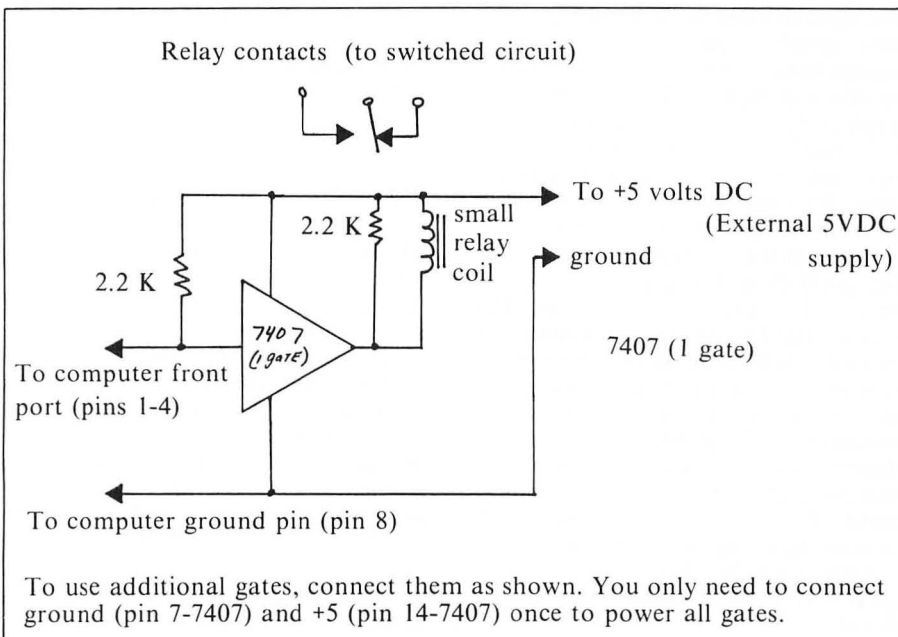 Relay contacts (to switched circuit)
To +5 volts DC
(External 5VDC
supply)
ground
2.2 K
small
relay
coil
2.2 K
7407
(1 gate)
7407 (1 gate)
To computer front
port (pins 1-4)
To computer ground pin (pin 8)
To use additional gates, connect them as shown. You only need to connect
ground (pin 7-7407) and +5 (pin 14-7407) once to power all gates.